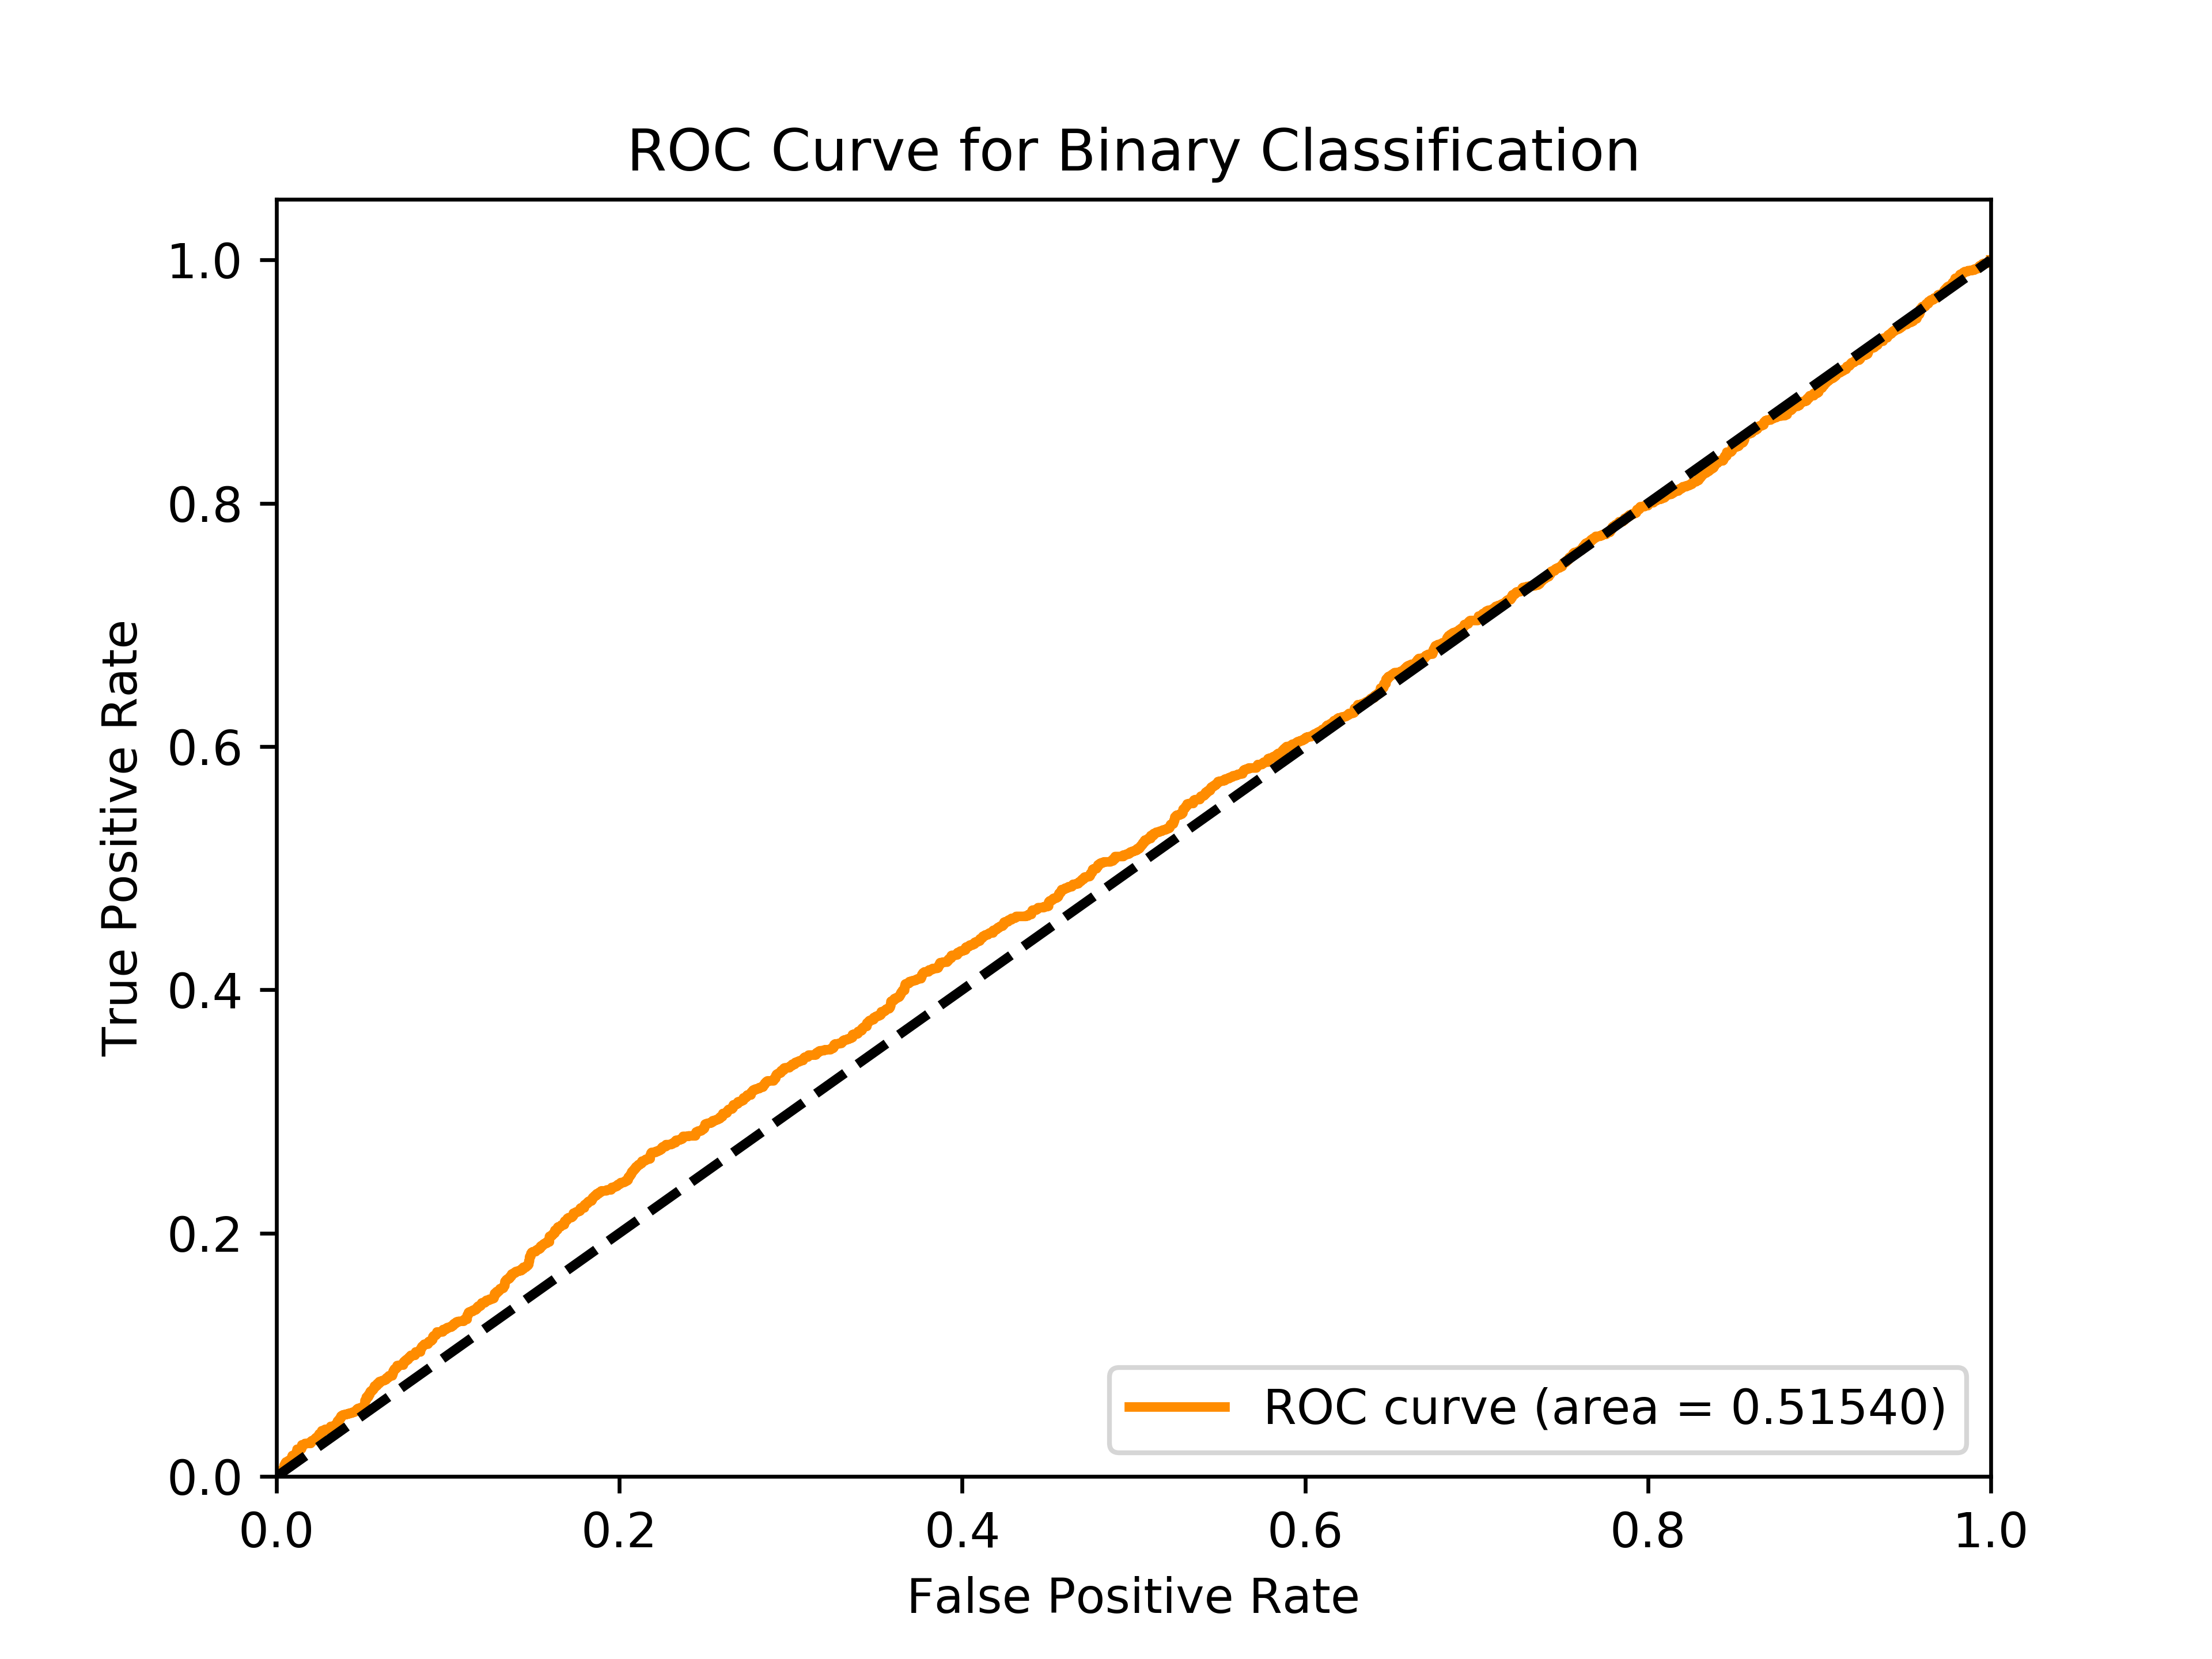 ROC Curve for Binary Classification
1.0
0.8
0.6
0.4
0.2
0.0
True Positive Rate
ROC curve (area = 0.51540)
0.0 0.2 0.4 0.6 0.8 1.0
False Positive Rate